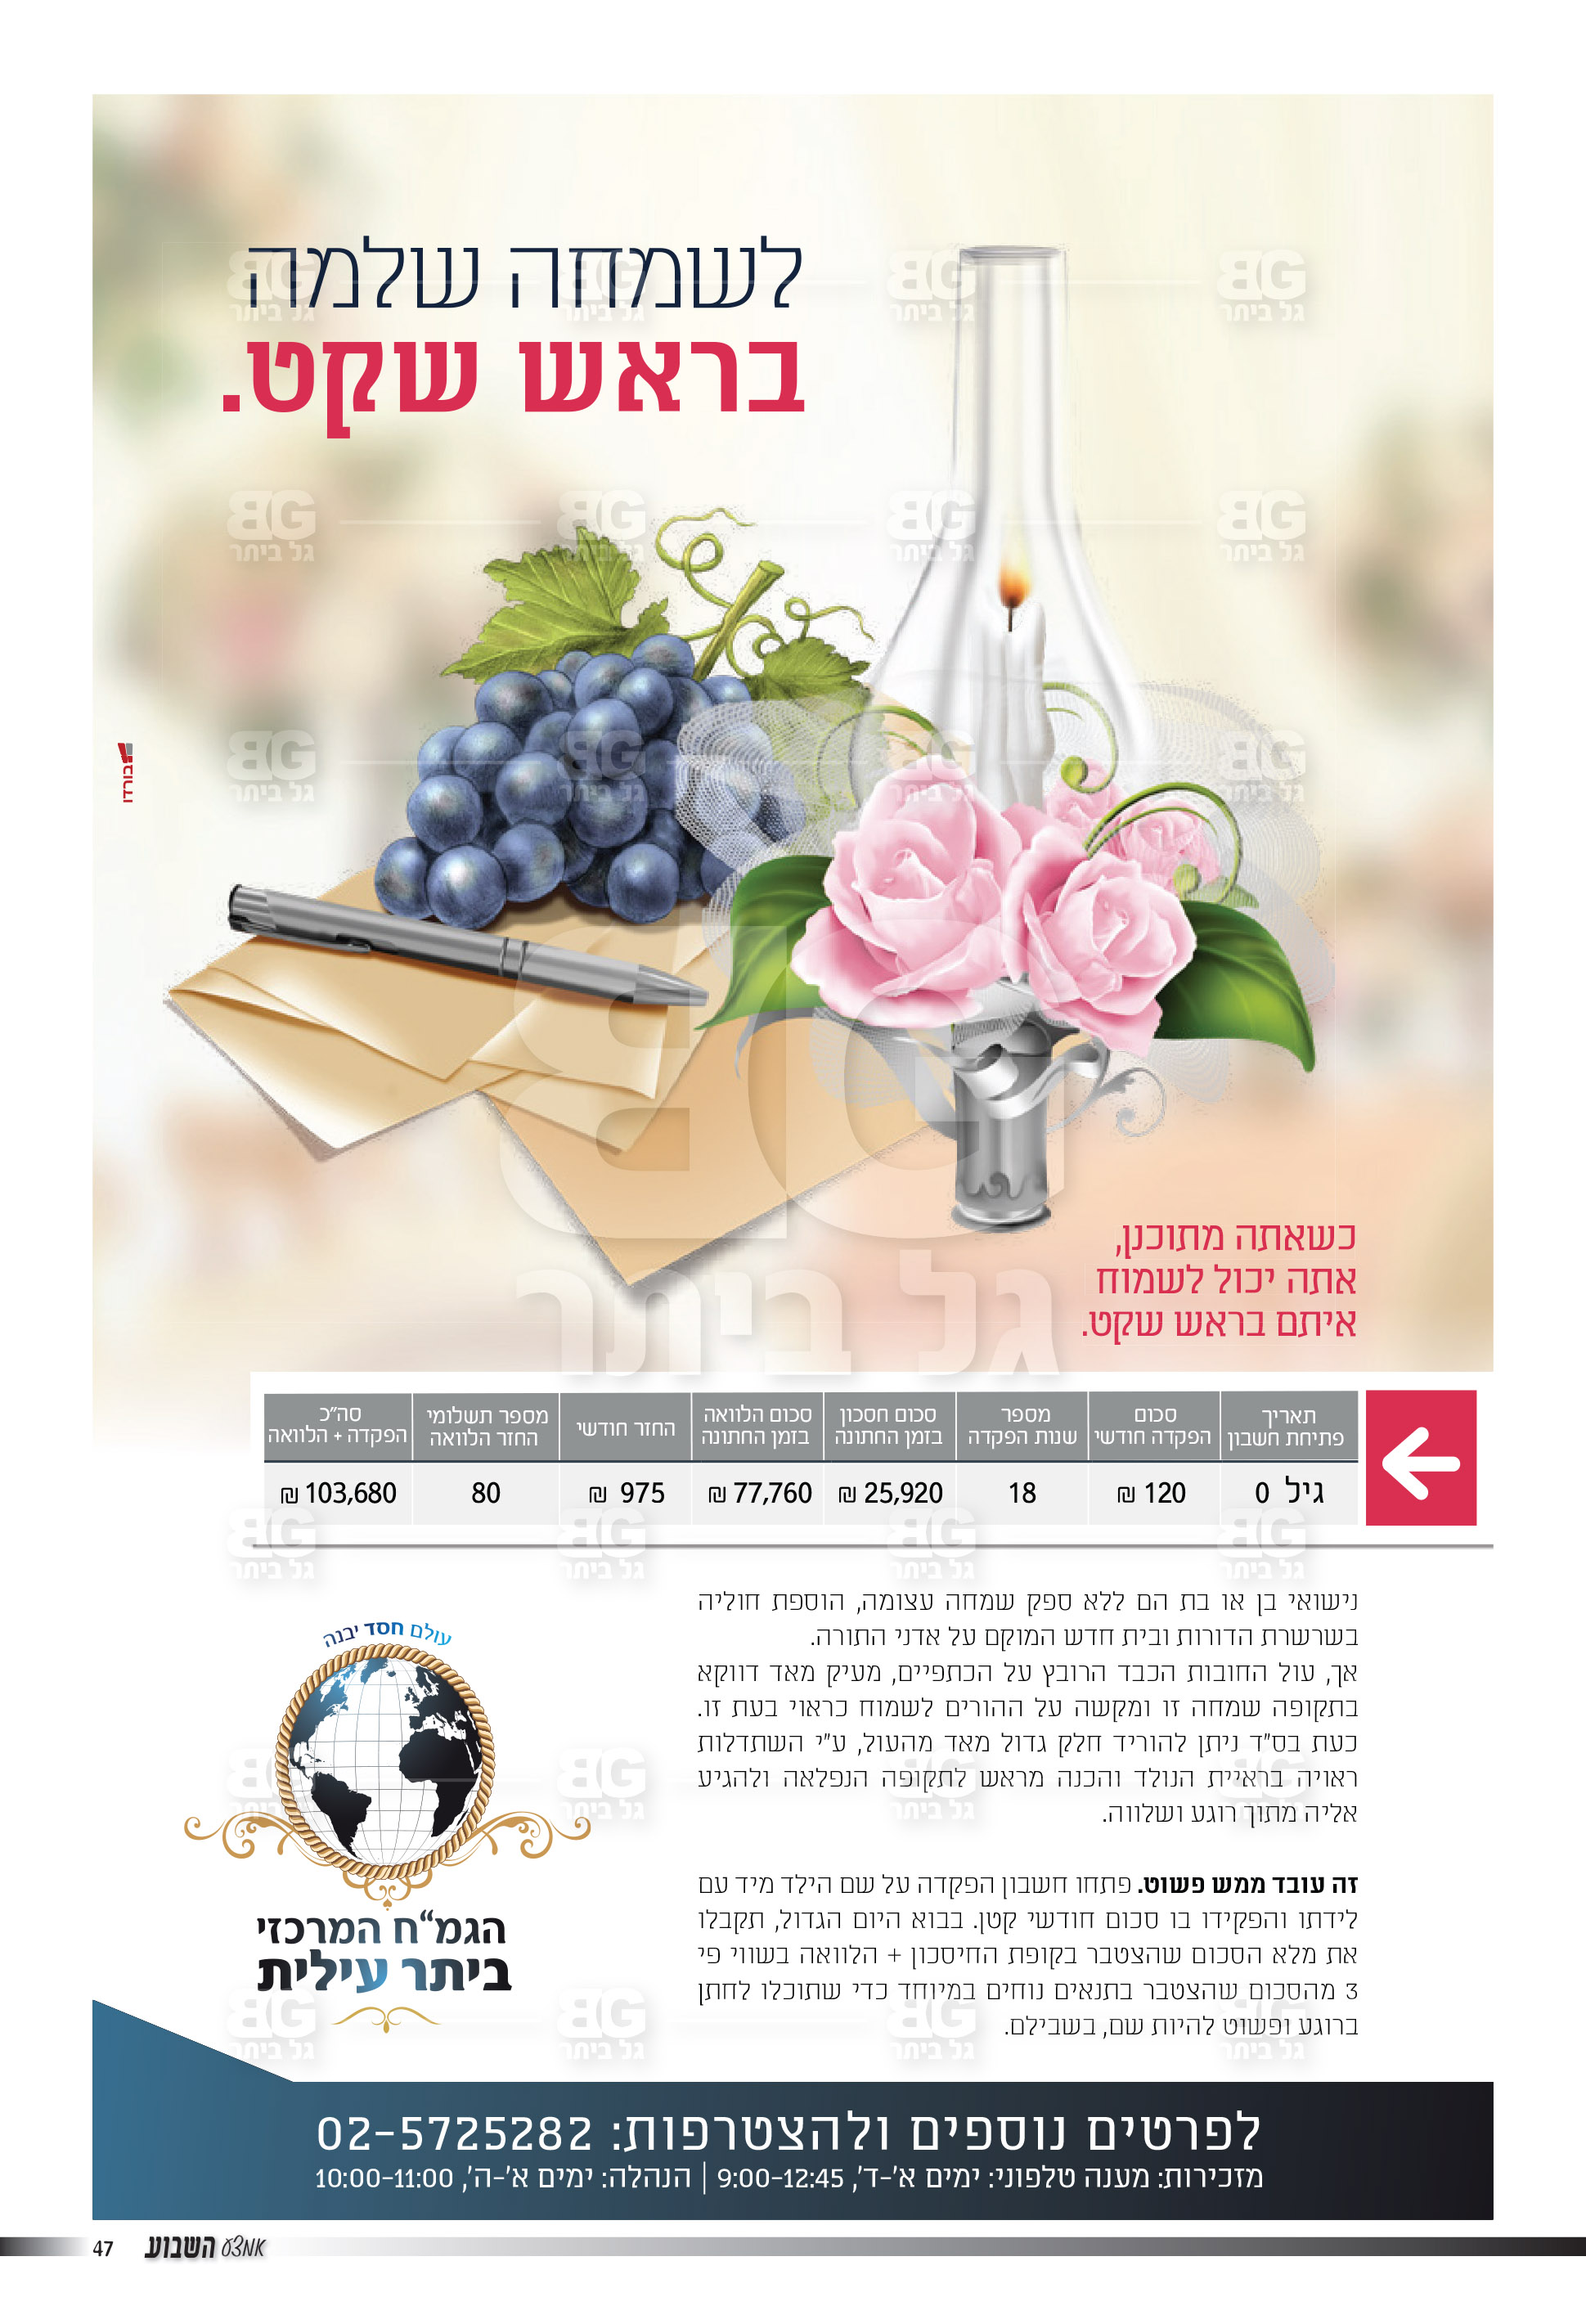 לשמחה שלמה
בראש שקט.
בורדו
כשאתה מתוכנן,
אתה יכול לשמוח
איתם בראש שקט.
תאריך פתיחת חשבון | סכום הפקדה חודשי | מספר שנות הפקדה | סכום חסכון בזמן החתונה | סכום הלוואה בזמן החתונה | החזר חודשי | מספר תשלומי החזר הלוואה | סה"כ הפקדה + הלוואה
גיל 0 | 120 ₪ | 18 | 25,920 ₪ | 77,760 ₪ | 975 ₪ | 80 | 103,680 ₪
נישואי בן או בת הם ללא ספק שמחה עצומה, הוספת חוליה
בשרשרת הדורות ובית חדש המוקם על אדני התורה.
אך, עול החובות הכבד הרובץ על הכתפיים, מעיק מאד דווקא
בתקופה שמחה זו ומקשה על ההורים לשמוח כראוי בעת זו.
כעת בס"ד ניתן להוריד חלק גדול מאד מהעול, ע"י השתדלות
ראויה בראיית הנולד והכנה מראש לתקופה הנפלאה ולהגיע
אליה מתוך רוגע ושלווה.
זה עובד ממש פשוט. פתחו חשבון הפקדה על שם הילד מיד עם
לידתו והפקידו בו סכום חודשי קטן. בבוא היום הגדול, תקבלו
את מלא הסכום שהצטבר בקופת החיסכון + הלוואה בשווי פי
3 מהסכום שהצטבר בתנאים נוחים במיוחד כדי שתוכלו לחתן
ברוגע ופשוט להיות שם, בשבילם.
עולם חסד יבנה
הגמ"ח המרכזי
ביתר עילית
לפרטים נוספים ולהצטרפות: 02-5725282
מזכירות: מענה טלפוני: ימים א'-ד', 9:00-12:45 | הנהלה: ימים א'-ה', 10:00-11:00
אמצע השבוע 47
BG
גל ביתר